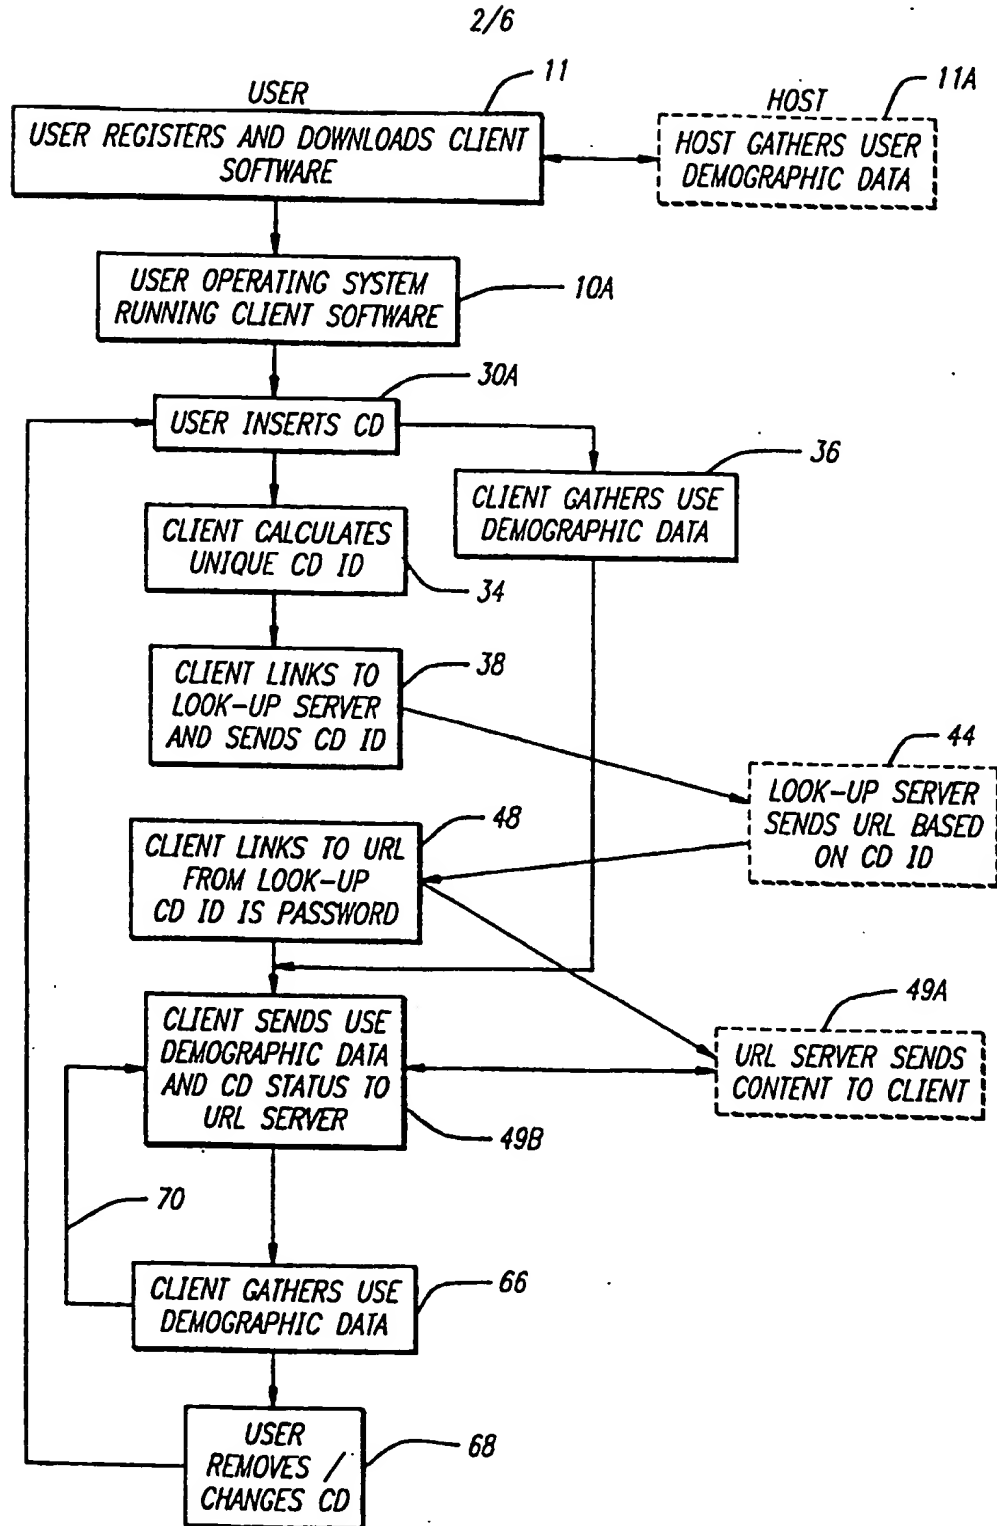 2/6
11
11A
USER
HOST
USER REGISTERS AND DOWNLOADS CLIENT
SOFTWARE
HOST GATHERS USER
DEMOGRAPHIC DATA
USER OPERATING SYSTEM
RUNNING CLIENT SOFTWARE
10A
30A
USER INSERTS CD
36
CLIENT GATHERS USE
DEMOGRAPHIC DATA
CLIENT CALCULATES
UNIQUE CD ID
34
CLIENT LINKS TO
LOOK-UP SERVER
AND SENDS CD ID
38
44
LOOK-UP SERVER
SENDS URL BASED
ON CD ID
48
CLIENT LINKS TO URL
FROM LOOK-UP
CD ID IS PASSWORD
49A
CLIENT SENDS USE
DEMOGRAPHIC DATA
AND CD STATUS TO
URL SERVER
URL SERVER SENDS
CONTENT TO CLIENT
49B
70
CLIENT GATHERS USE
DEMOGRAPHIC DATA
66
USER
REMOVES /
CHANGES CD
68